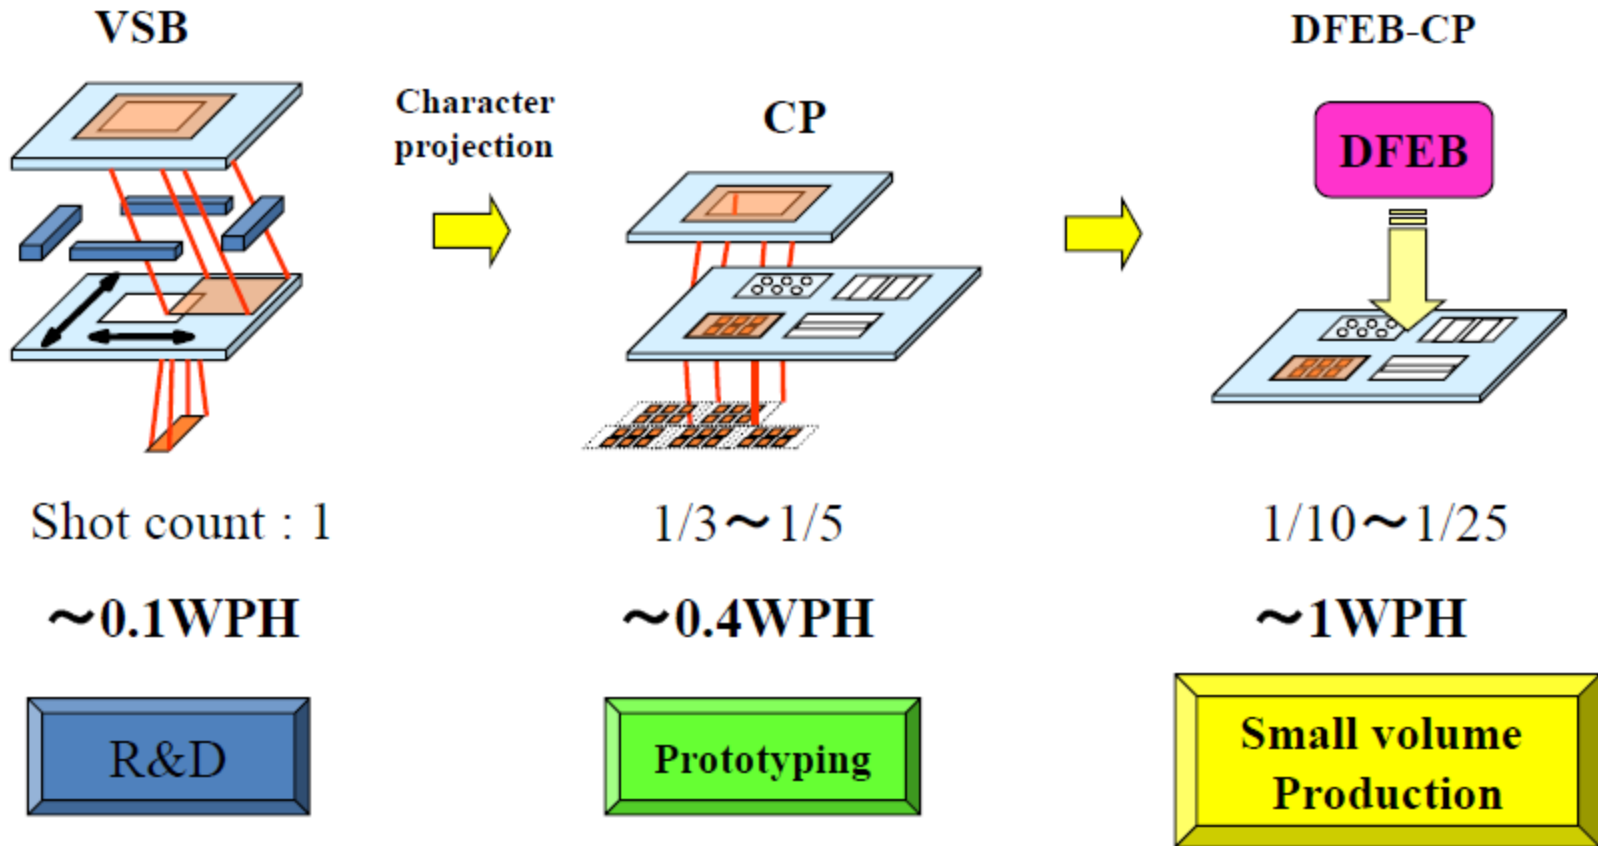 VSB
DFEB-CP
Character
projection
CP
DFEB
Shot count : 1
1/3～1/5
1/10～1/25
～0.1WPH
～0.4WPH
～1WPH
R&D
Prototyping
Small volume
Production